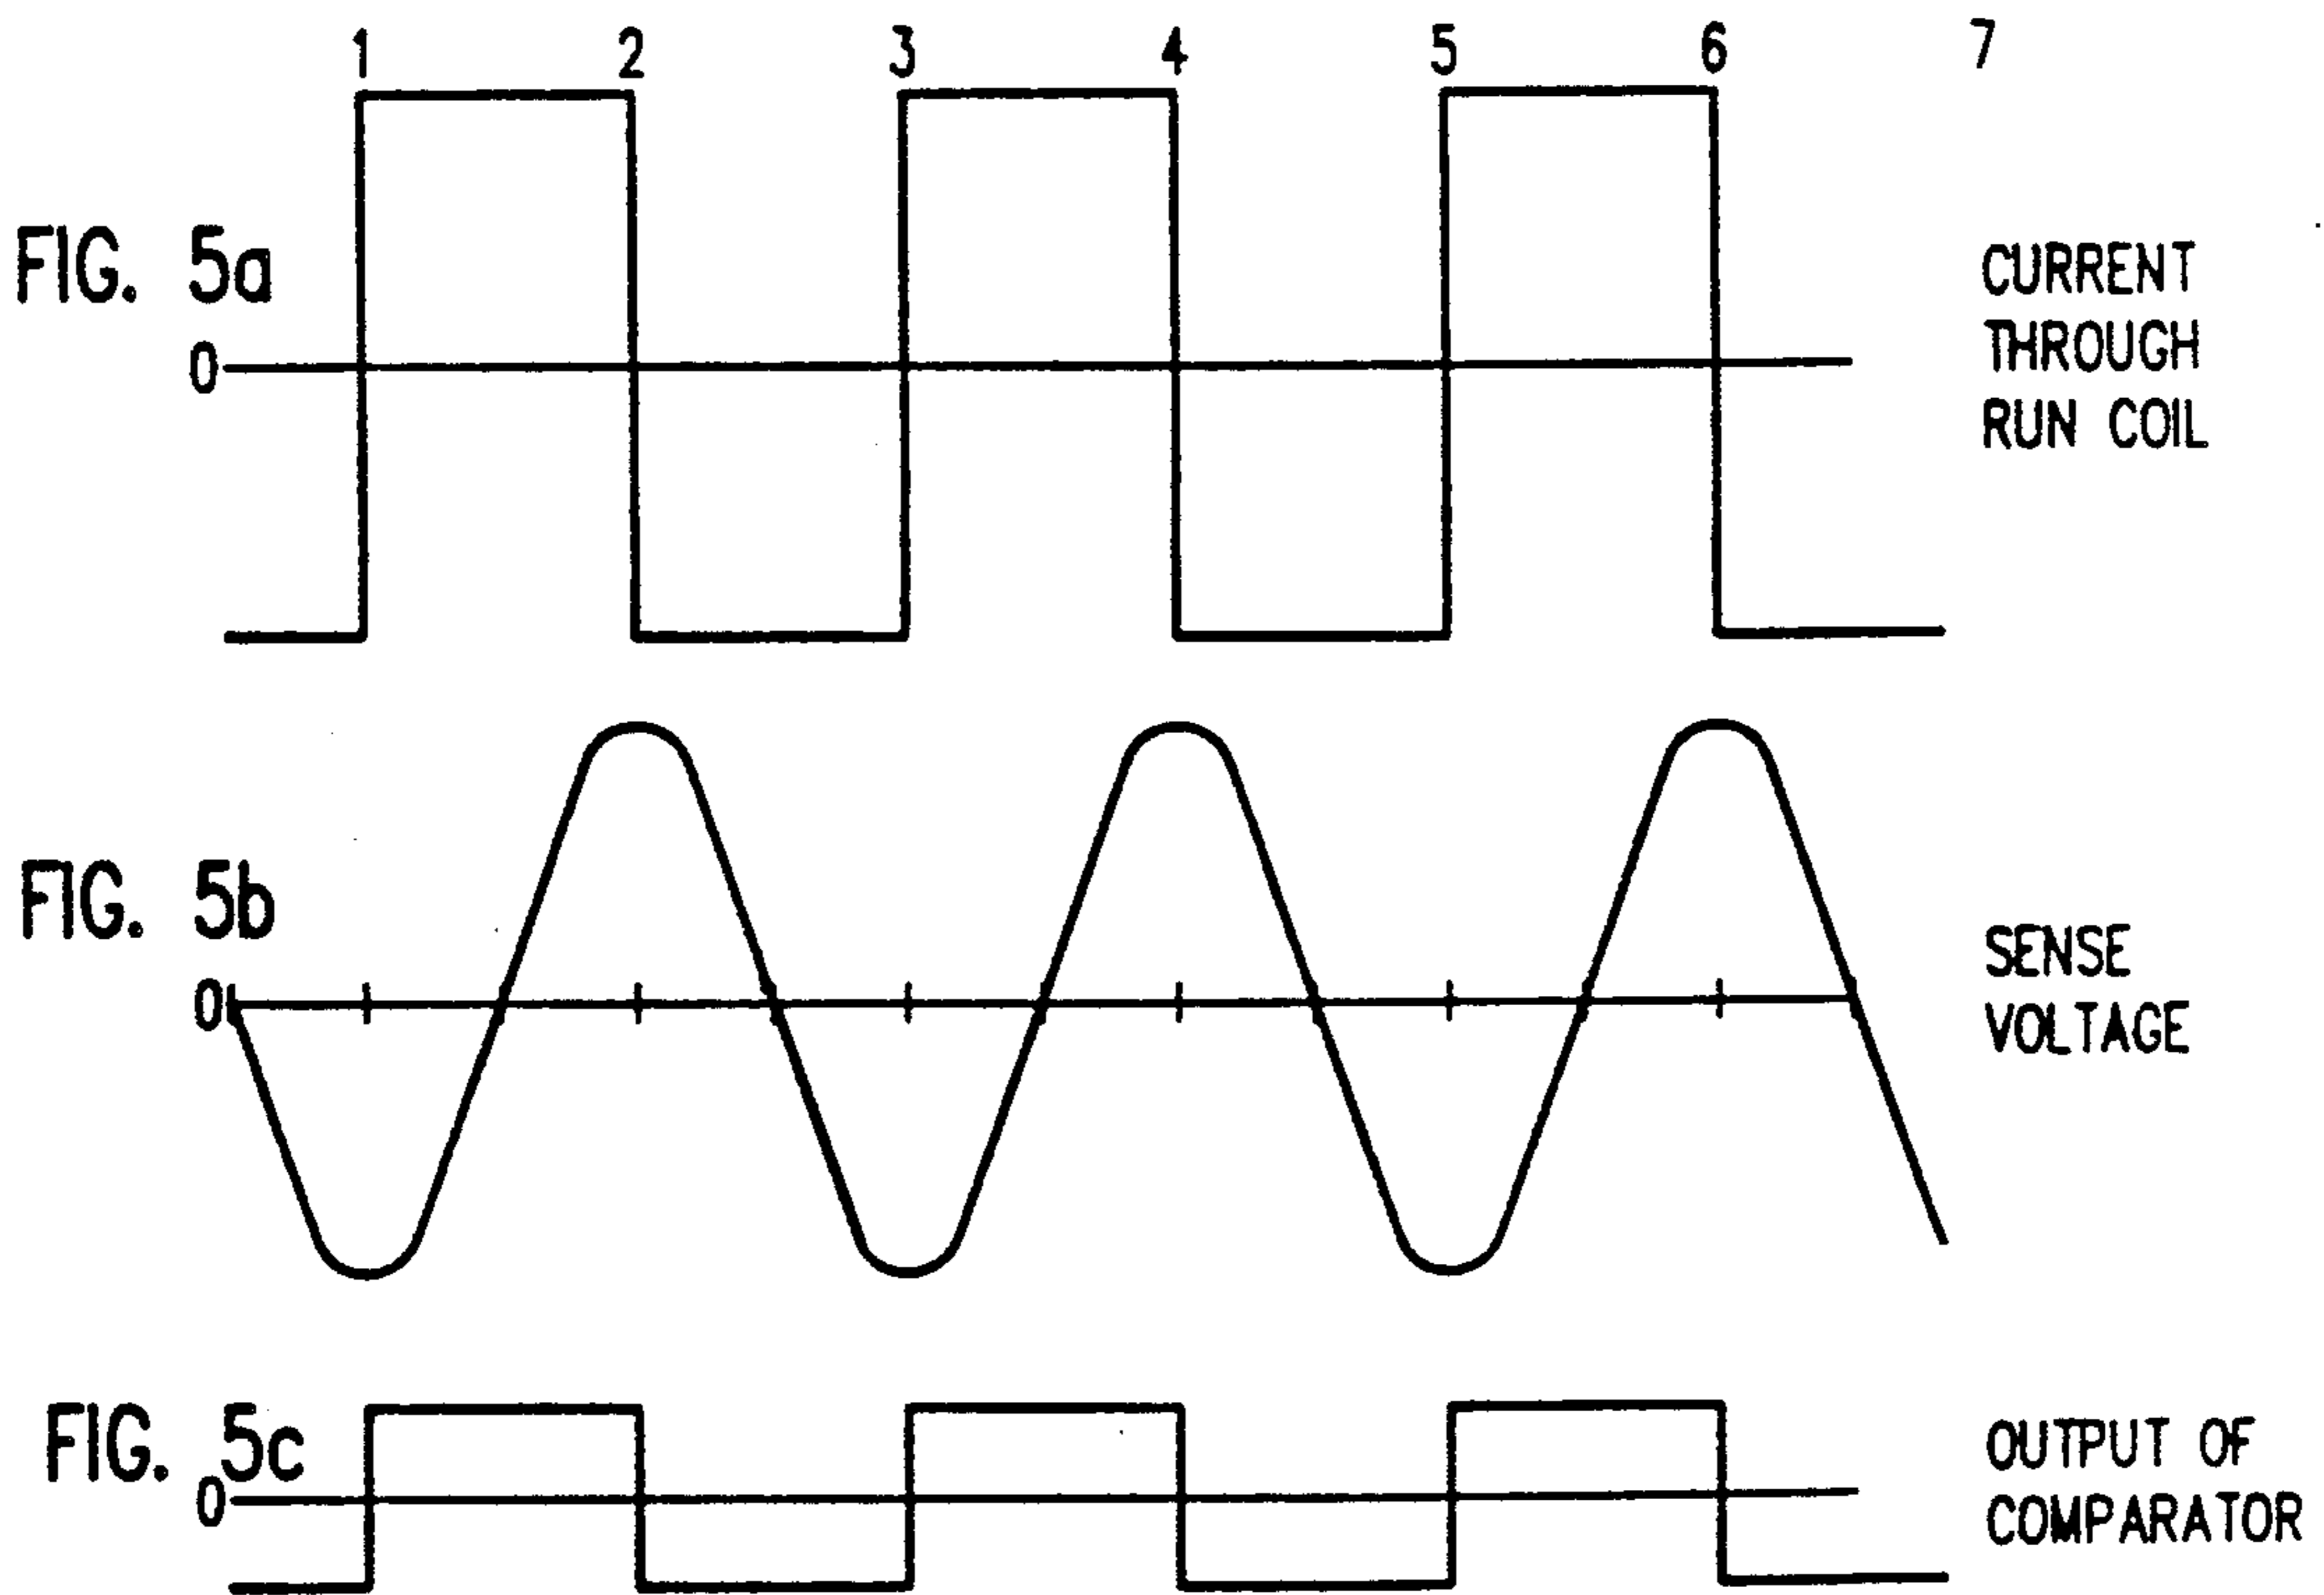 1 2 3 4 5 6 7
FIG. 5a
0
CURRENT
THROUGH
RUN COIL
FIG. 5b
0
SENSE
VOLTAGE
FIG. 5c
0
OUTPUT OF
COMPARATOR